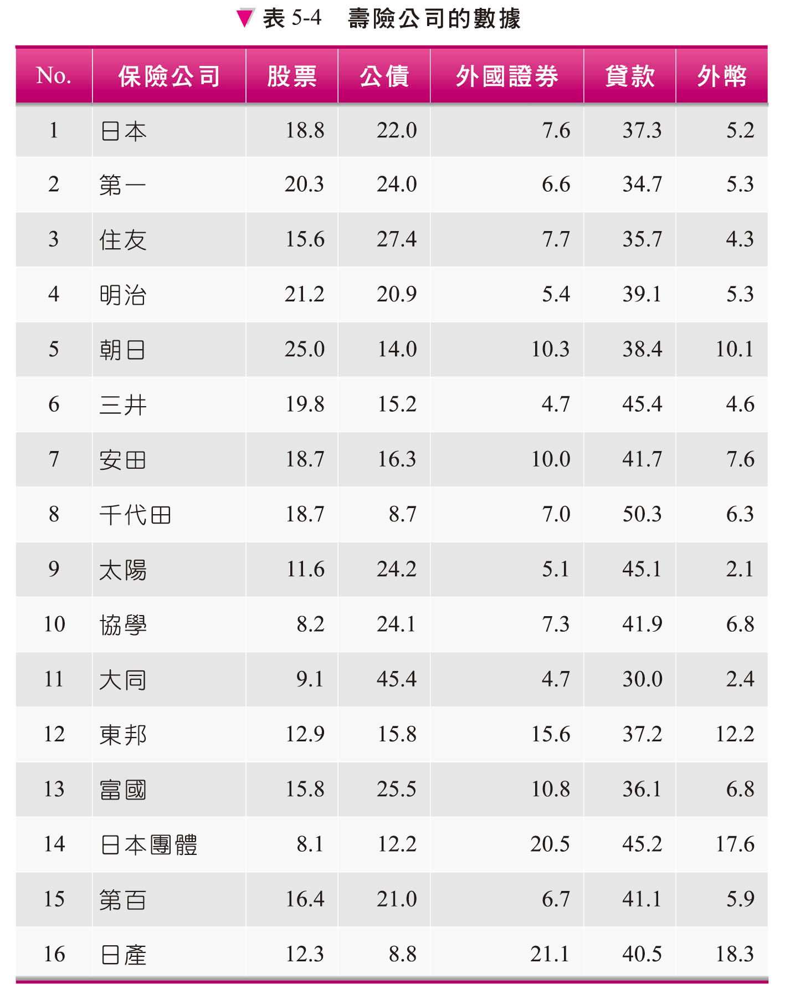 ▼表 5-4 壽險公司的數據
No. 保險公司 股票 公債 外國證券 貸款 外幣
1 日本 18.8 22.0 7.6 37.3 5.2
2 第一 20.3 24.0 6.6 34.7 5.3
3 住友 15.6 27.4 7.7 35.7 4.3
4 明治 21.2 20.9 5.4 39.1 5.3
5 朝日 25.0 14.0 10.3 38.4 10.1
6 三井 19.8 15.2 4.7 45.4 4.6
7 安田 18.7 16.3 10.0 41.7 7.6
8 千代田 18.7 8.7 7.0 50.3 6.3
9 太陽 11.6 24.2 5.1 45.1 2.1
10 協學 8.2 24.1 7.3 41.9 6.8
11 大同 9.1 45.4 4.7 30.0 2.4
12 東邦 12.9 15.8 15.6 37.2 12.2
13 富國 15.8 25.5 10.8 36.1 6.8
14 日本團體 8.1 12.2 20.5 45.2 17.6
15 第百 16.4 21.0 6.7 41.1 5.9
16 日產 12.3 8.8 21.1 40.5 18.3